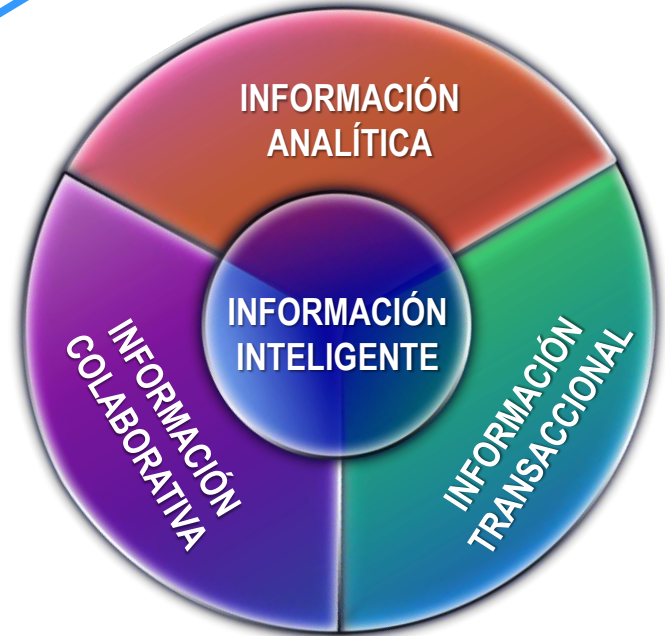 INFORMACIÓN
ANALÍTICA
INFORMACIÓN
INTELIGENTE
INFORMACIÓN
COLABORATIVA
INFORMACIÓN
TRANSACCIONAL